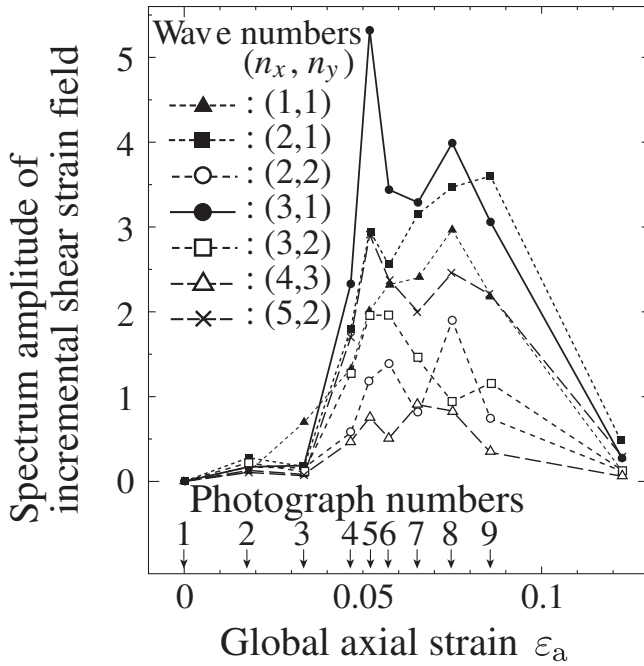 Wave numbers
(n_x, n_y)
: (1,1)
: (2,1)
: (2,2)
: (3,1)
: (3,2)
: (4,3)
: (5,2)
5
4
3
2
1
0
Spectrum amplitude of
incremental shear strain field
Photograph numbers
1 2 3 4 5 6 7 8 9
0 0.05 0.1
Global axial strain ε_a